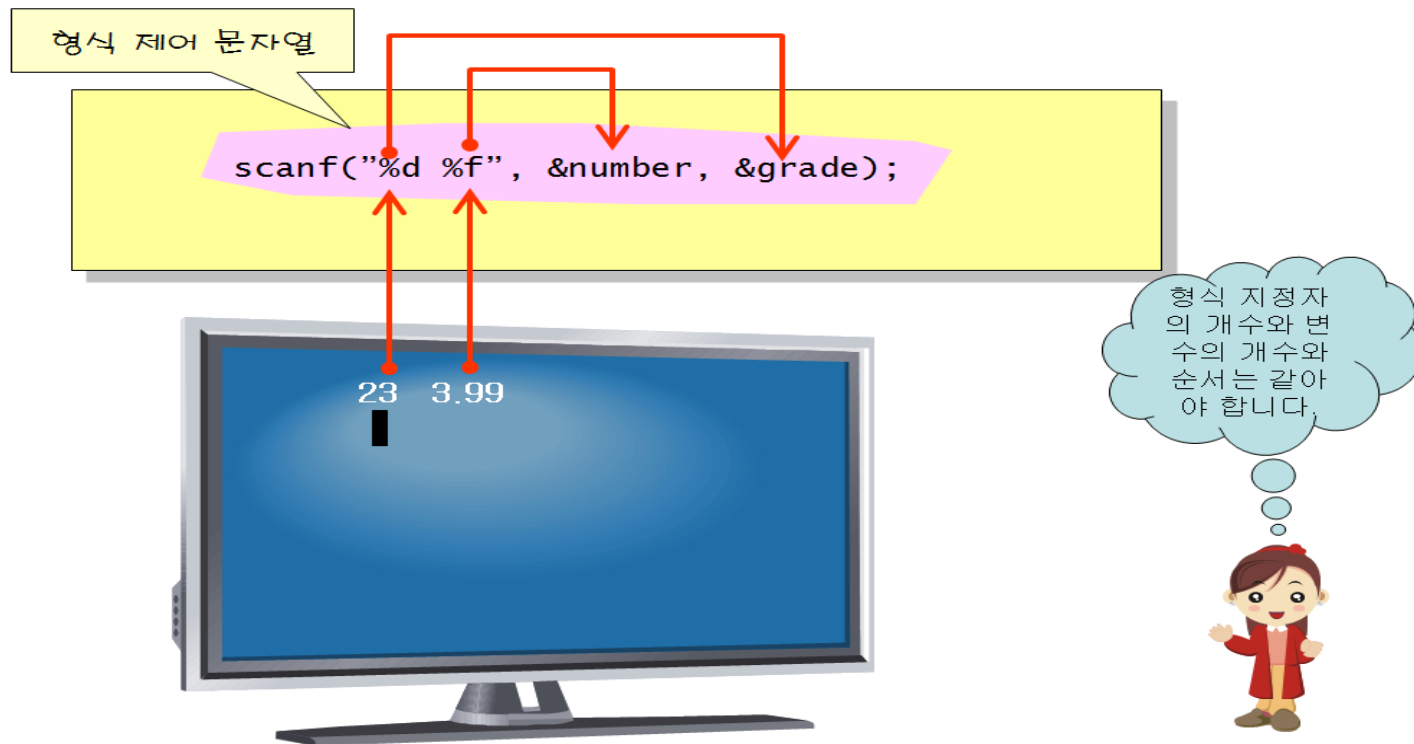 형식 제어 문자열
scanf(”%d %f”, &number, &grade);
23 3.99
형식 지정자
의 개수와 변
수의 개수와
순서는 같아
야 합니다.